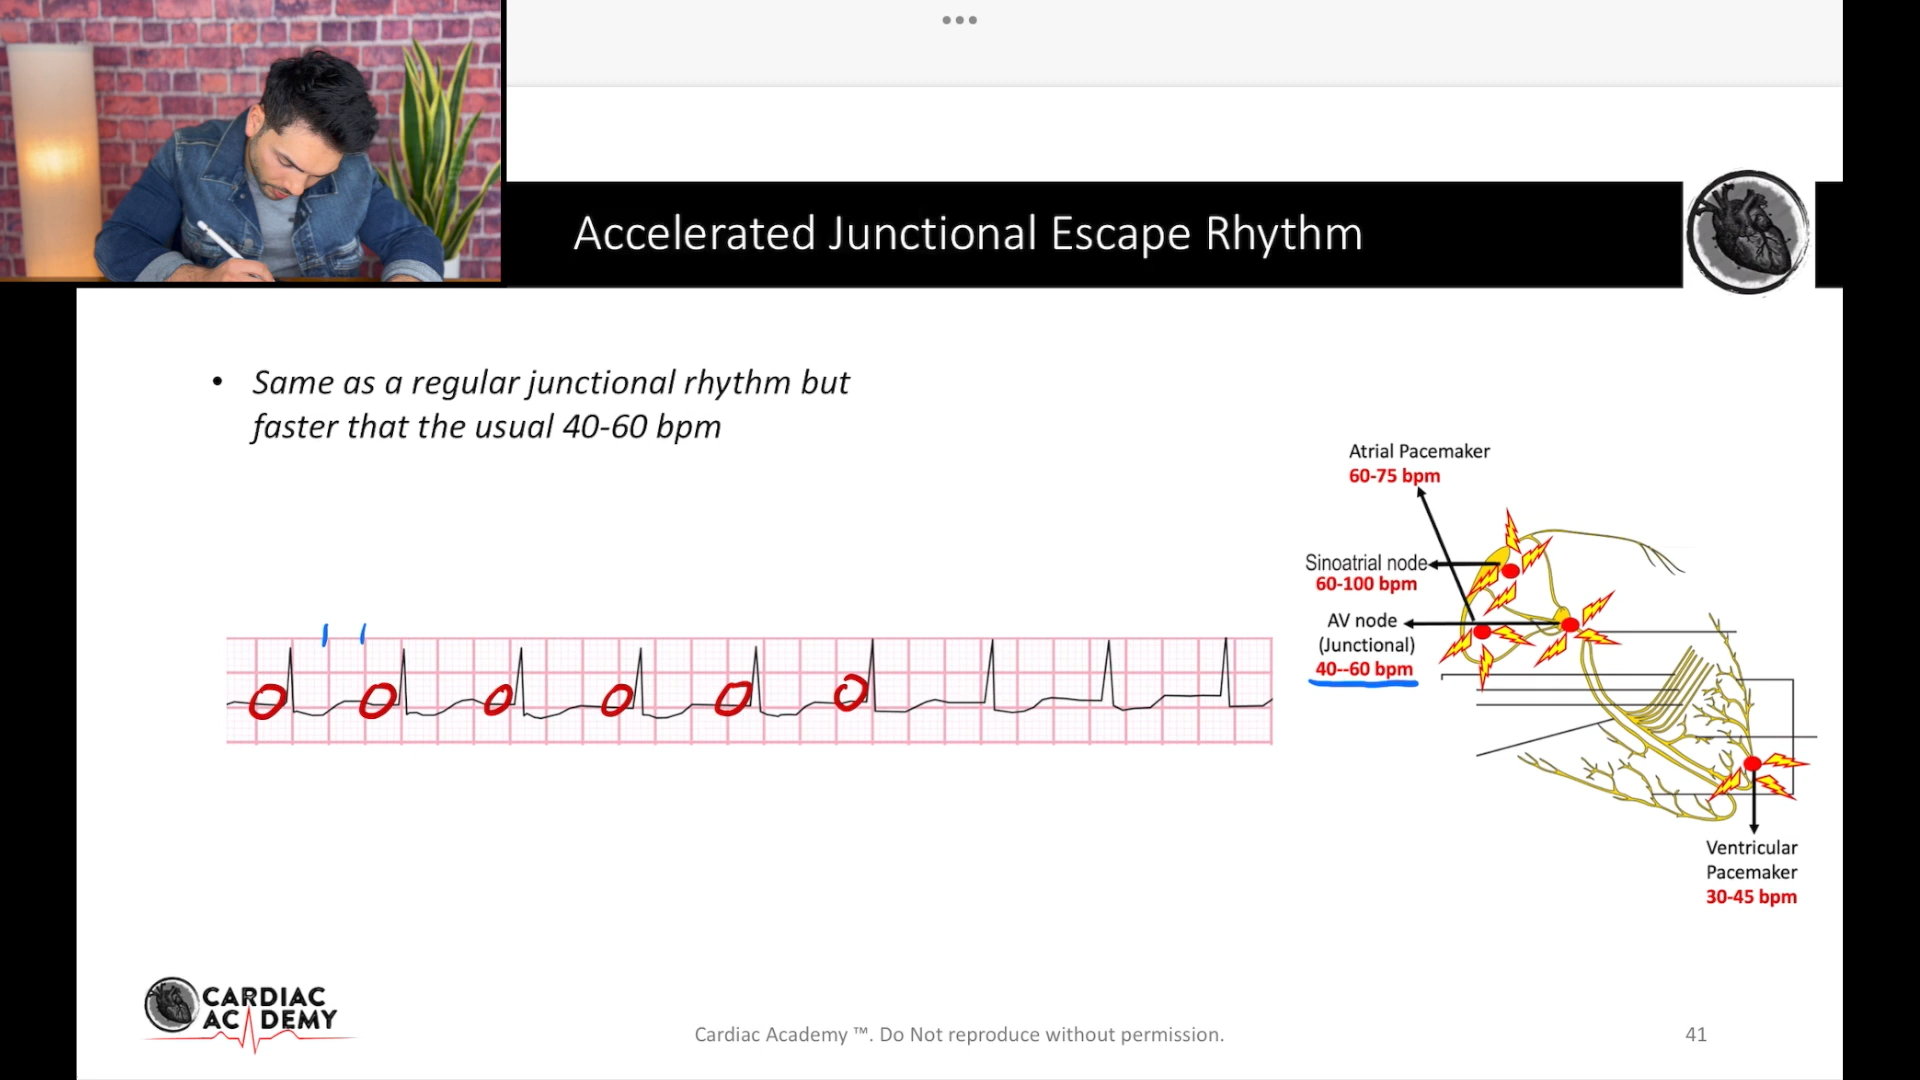 Accelerated Junctional Escape Rhythm
• Same as a regular junctional rhythm but
faster that the usual 40-60 bpm
Atrial Pacemaker
60-75 bpm
Sinoatrial node
60-100 bpm
AV node
(Junctional)
40--60 bpm
Ventricular
Pacemaker
30-45 bpm
CARDIAC
ACADEMY
Cardiac Academy ™. Do Not reproduce without permission.
41